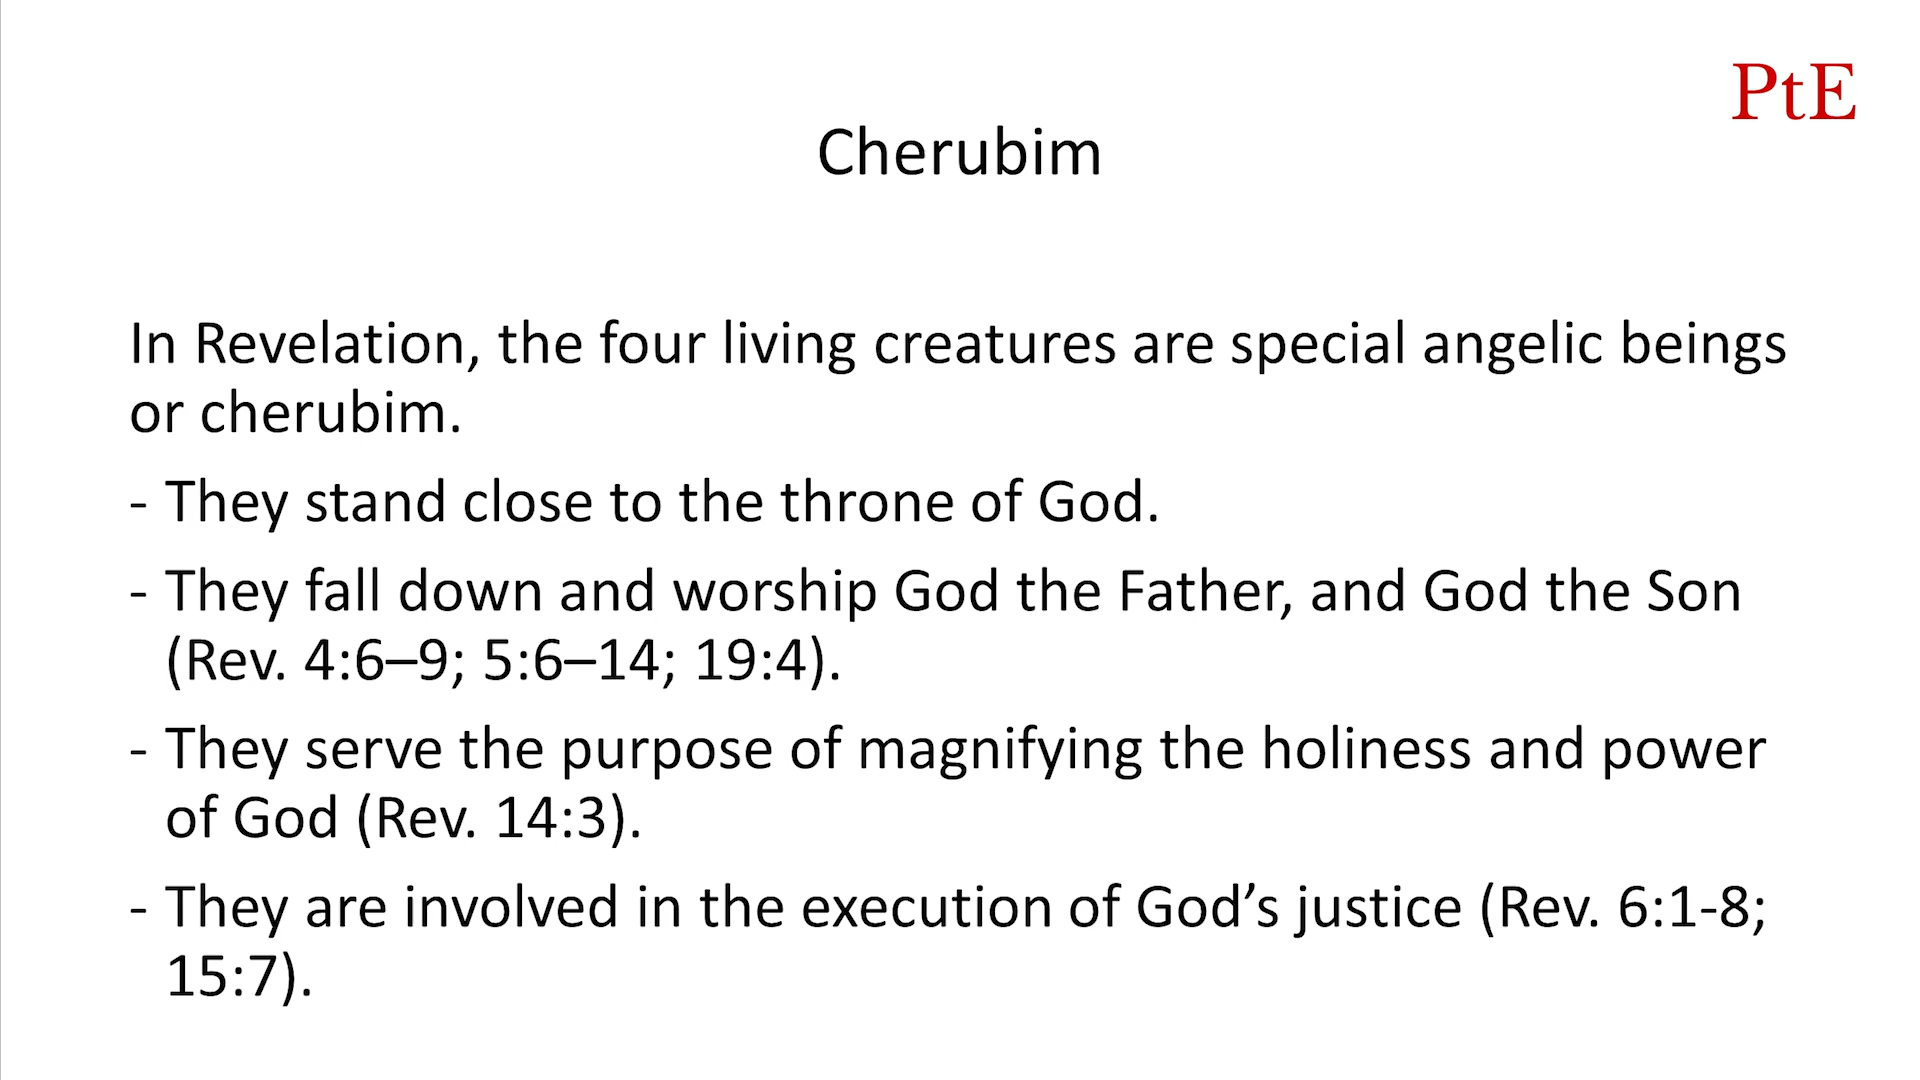 PtE
Cherubim
In Revelation, the four living creatures are special angelic beings
or cherubim.
- They stand close to the throne of God.
- They fall down and worship God the Father, and God the Son
(Rev. 4:6–9; 5:6–14; 19:4).
- They serve the purpose of magnifying the holiness and power
of God (Rev. 14:3).
- They are involved in the execution of God’s justice (Rev. 6:1-8;
15:7).